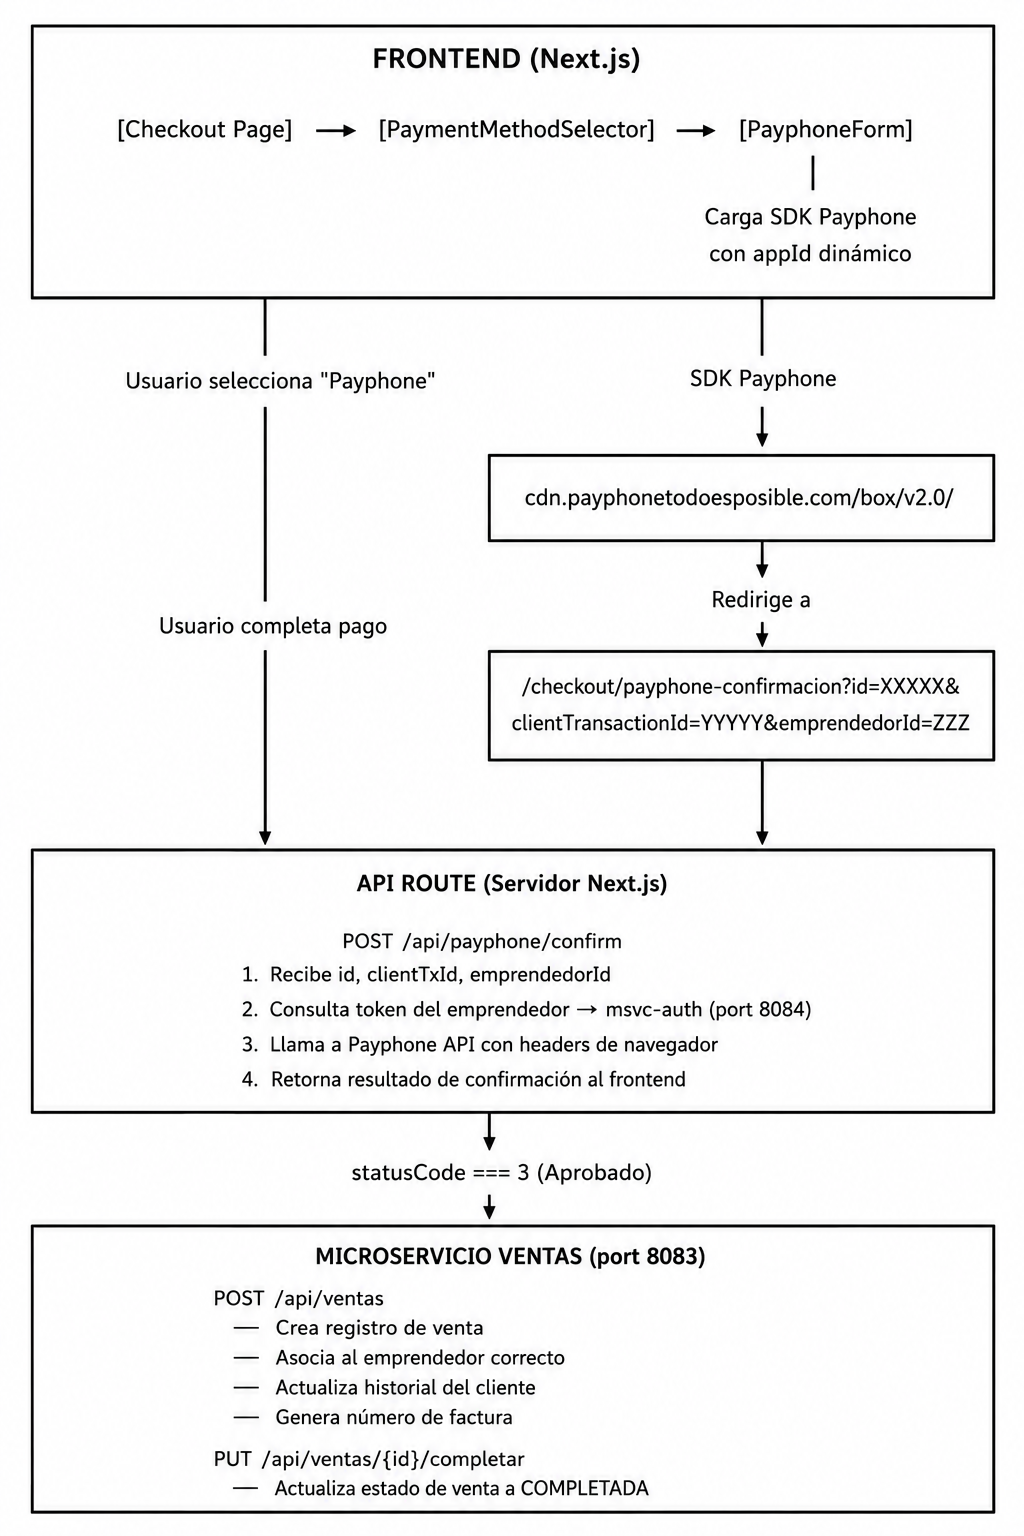 FRONTEND (Next.js)
[Checkout Page] → [PaymentMethodSelector] → [PayphoneForm]
Carga SDK Payphone
con appId dinámico
Usuario selecciona "Payphone"
SDK Payphone
cdn.payphonetodoesposible.com/box/v2.0/
Redirige a
Usuario completa pago
/checkout/payphone-confirmacion?id=XXXXX&
clientTransactionId=YYYYY&emprendedorId=ZZZ
API ROUTE (Servidor Next.js)
POST /api/payphone/confirm
1. Recibe id, clientTxId, emprendedorId
2. Consulta token del emprendedor → msvc-auth (port 8084)
3. Llama a Payphone API con headers de navegador
4. Retorna resultado de confirmación al frontend
statusCode === 3 (Aprobado)
MICROSERVICIO VENTAS (port 8083)
POST /api/ventas
— Crea registro de venta
— Asocia al emprendedor correcto
— Actualiza historial del cliente
— Genera número de factura
PUT /api/ventas/{id}/completar
— Actualiza estado de venta a COMPLETADA